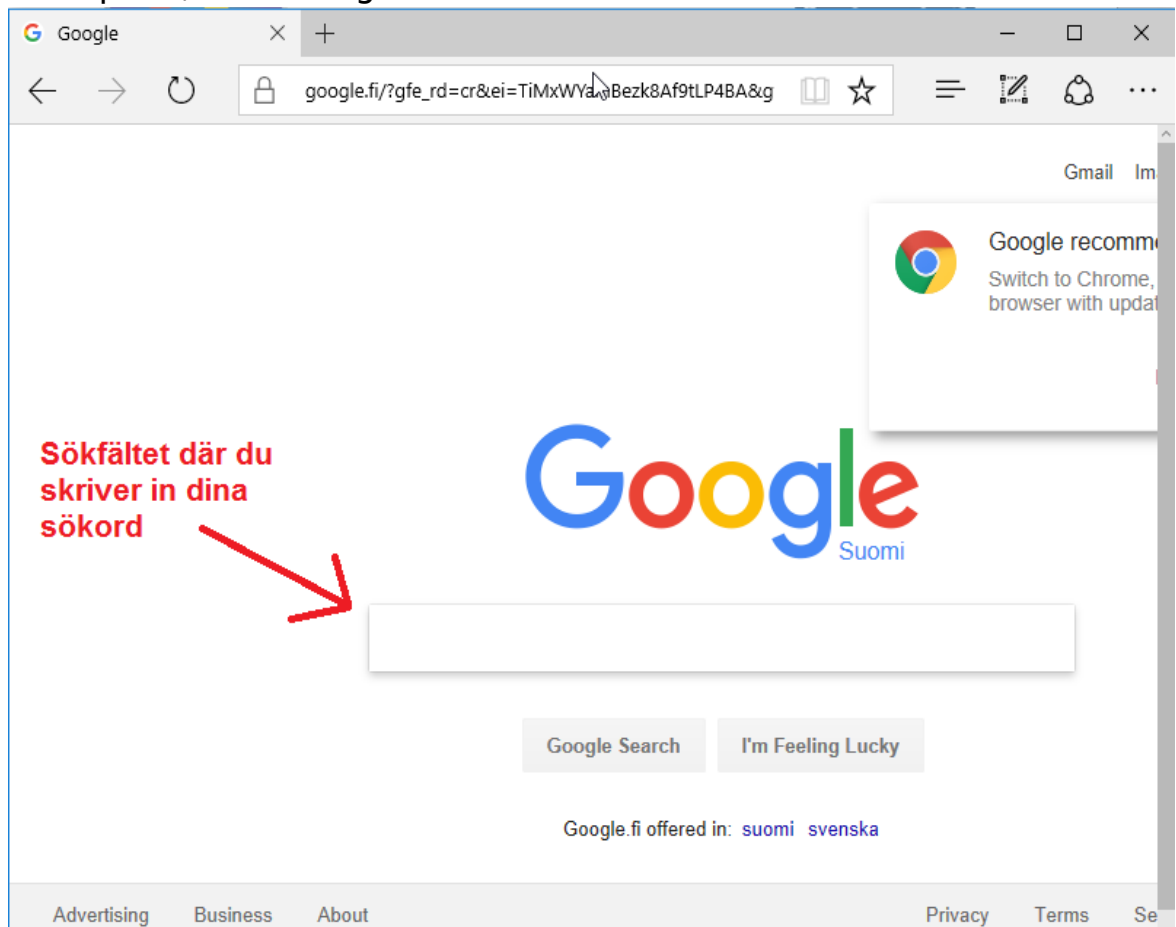 Google
google.fi/?gfe_rd=cr&ei=TiMxWYa Bezk8Af9tLP4BA&g
Gmail
Google
Switch to Chrome,
browser with
Sökfältet där du
skriver in dina
sökord
Google
Suomi
Google Search I'm Feeling Lucky
Google.fi offered in: suomi svenska
Advertising Business About Privacy Terms